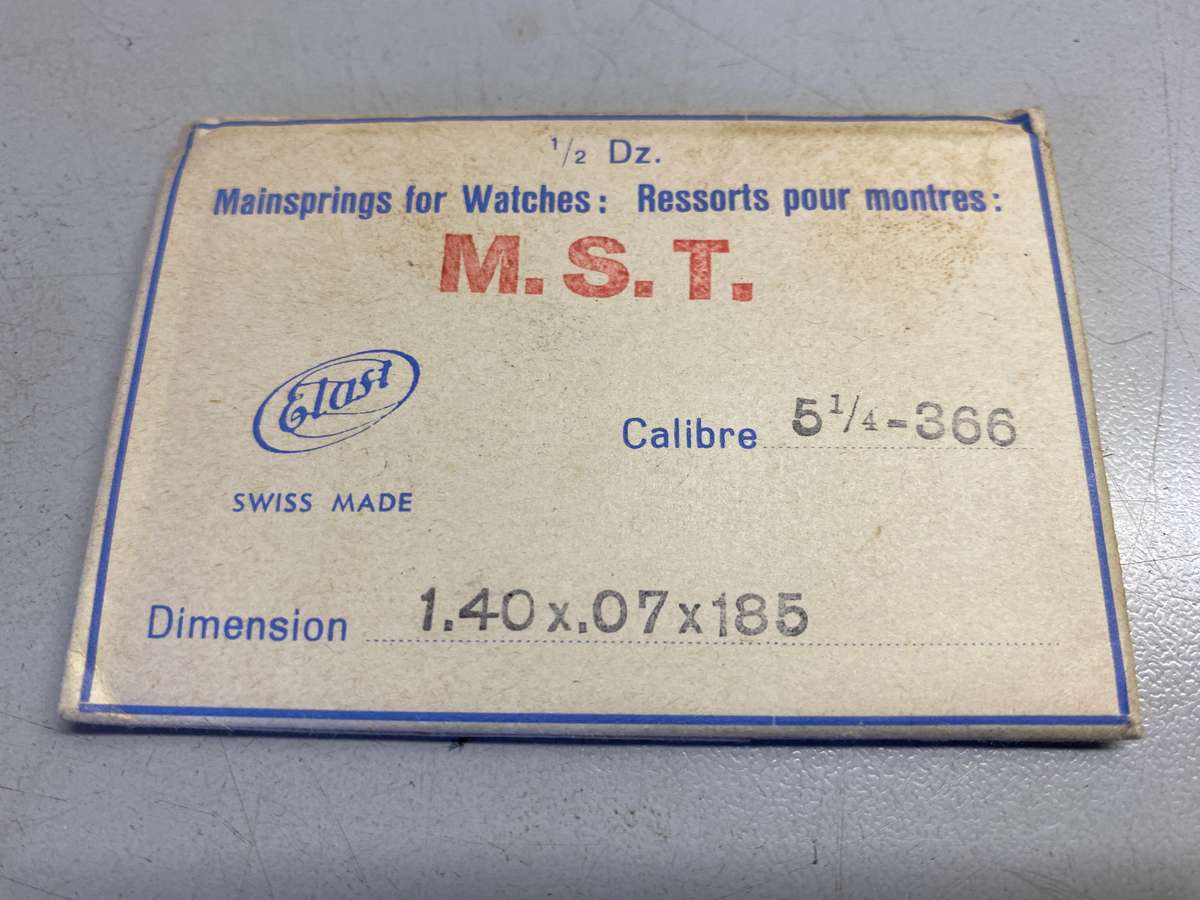 1/2 Dz.
Mainsprings for Watches: Ressorts pour montres:
M.S.T.
Elast
Calibre 5 1/4-366
SWISS MADE
Dimension 1.40x.07x185